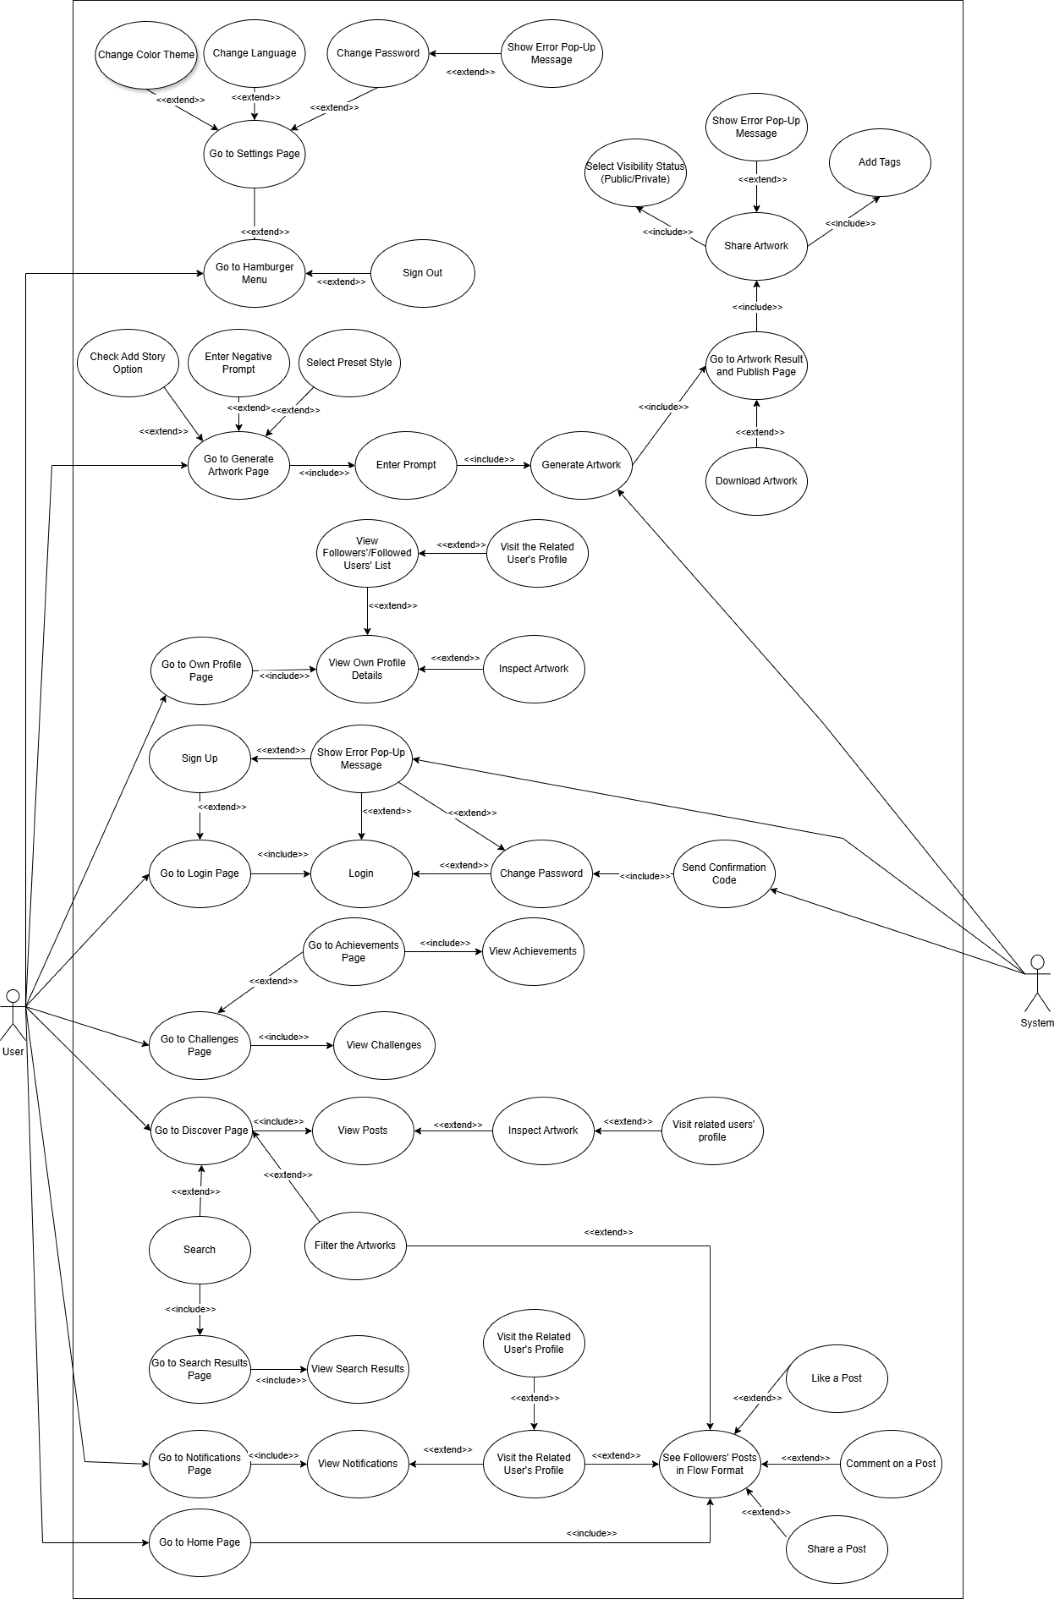 Change Color Theme
Change Language
Change Password
Show Error Pop-Up
Message
<<extend>>
<<extend>>
<<extend>>
<<extend>>
Go to Settings Page
<<extend>>
Go to Hamburger
Menu
<<extend>>
Sign Out
Show Error Pop-Up
Message
Select Visibility Status
(Public/Private)
Add Tags
<<extend>>
<<include>>
<<include>>
Share Artwork
<<include>>
Go to Artwork Result
and Publish Page
<<extend>>
Download Artwork
Check Add Story
Option
Enter Negative
Prompt
Select Preset Style
<<extend>>
<<extend>>
<<extend>>
Go to Generate
Artwork Page
<<include>>
Enter Prompt
<<include>>
Generate Artwork
<<include>>
View
Followers'/Followed
Users' List
<<extend>>
Visit the Related
User's Profile
<<extend>>
Go to Own Profile
Page
<<include>>
View Own Profile
Details
<<extend>>
Inspect Artwork
Sign Up
<<extend>>
Show Error Pop-Up
Message
<<extend>>
<<extend>>
<<extend>>
Go to Login Page
<<include>>
Login
<<extend>>
Change Password
<<include>>
Send Confirmation
Code
Go to Achievements
Page
<<include>>
View Achievements
<<extend>>
Go to Challenges
Page
<<include>>
View Challenges
User
System
Go to Discover Page
<<include>>
View Posts
<<extend>>
Inspect Artwork
<<extend>>
Visit related users'
profile
<<extend>>
<<extend>>
Search
Filter the Artworks
<<extend>>
<<include>>
Go to Search Results
Page
<<include>>
View Search Results
Visit the Related
User's Profile
<<extend>>
Like a Post
<<extend>>
Go to Notifications
Page
<<include>>
View Notifications
<<extend>>
Visit the Related
User's Profile
<<extend>>
See Followers' Posts
in Flow Format
<<extend>>
Comment on a Post
<<extend>>
Go to Home Page
<<include>>
Share a Post